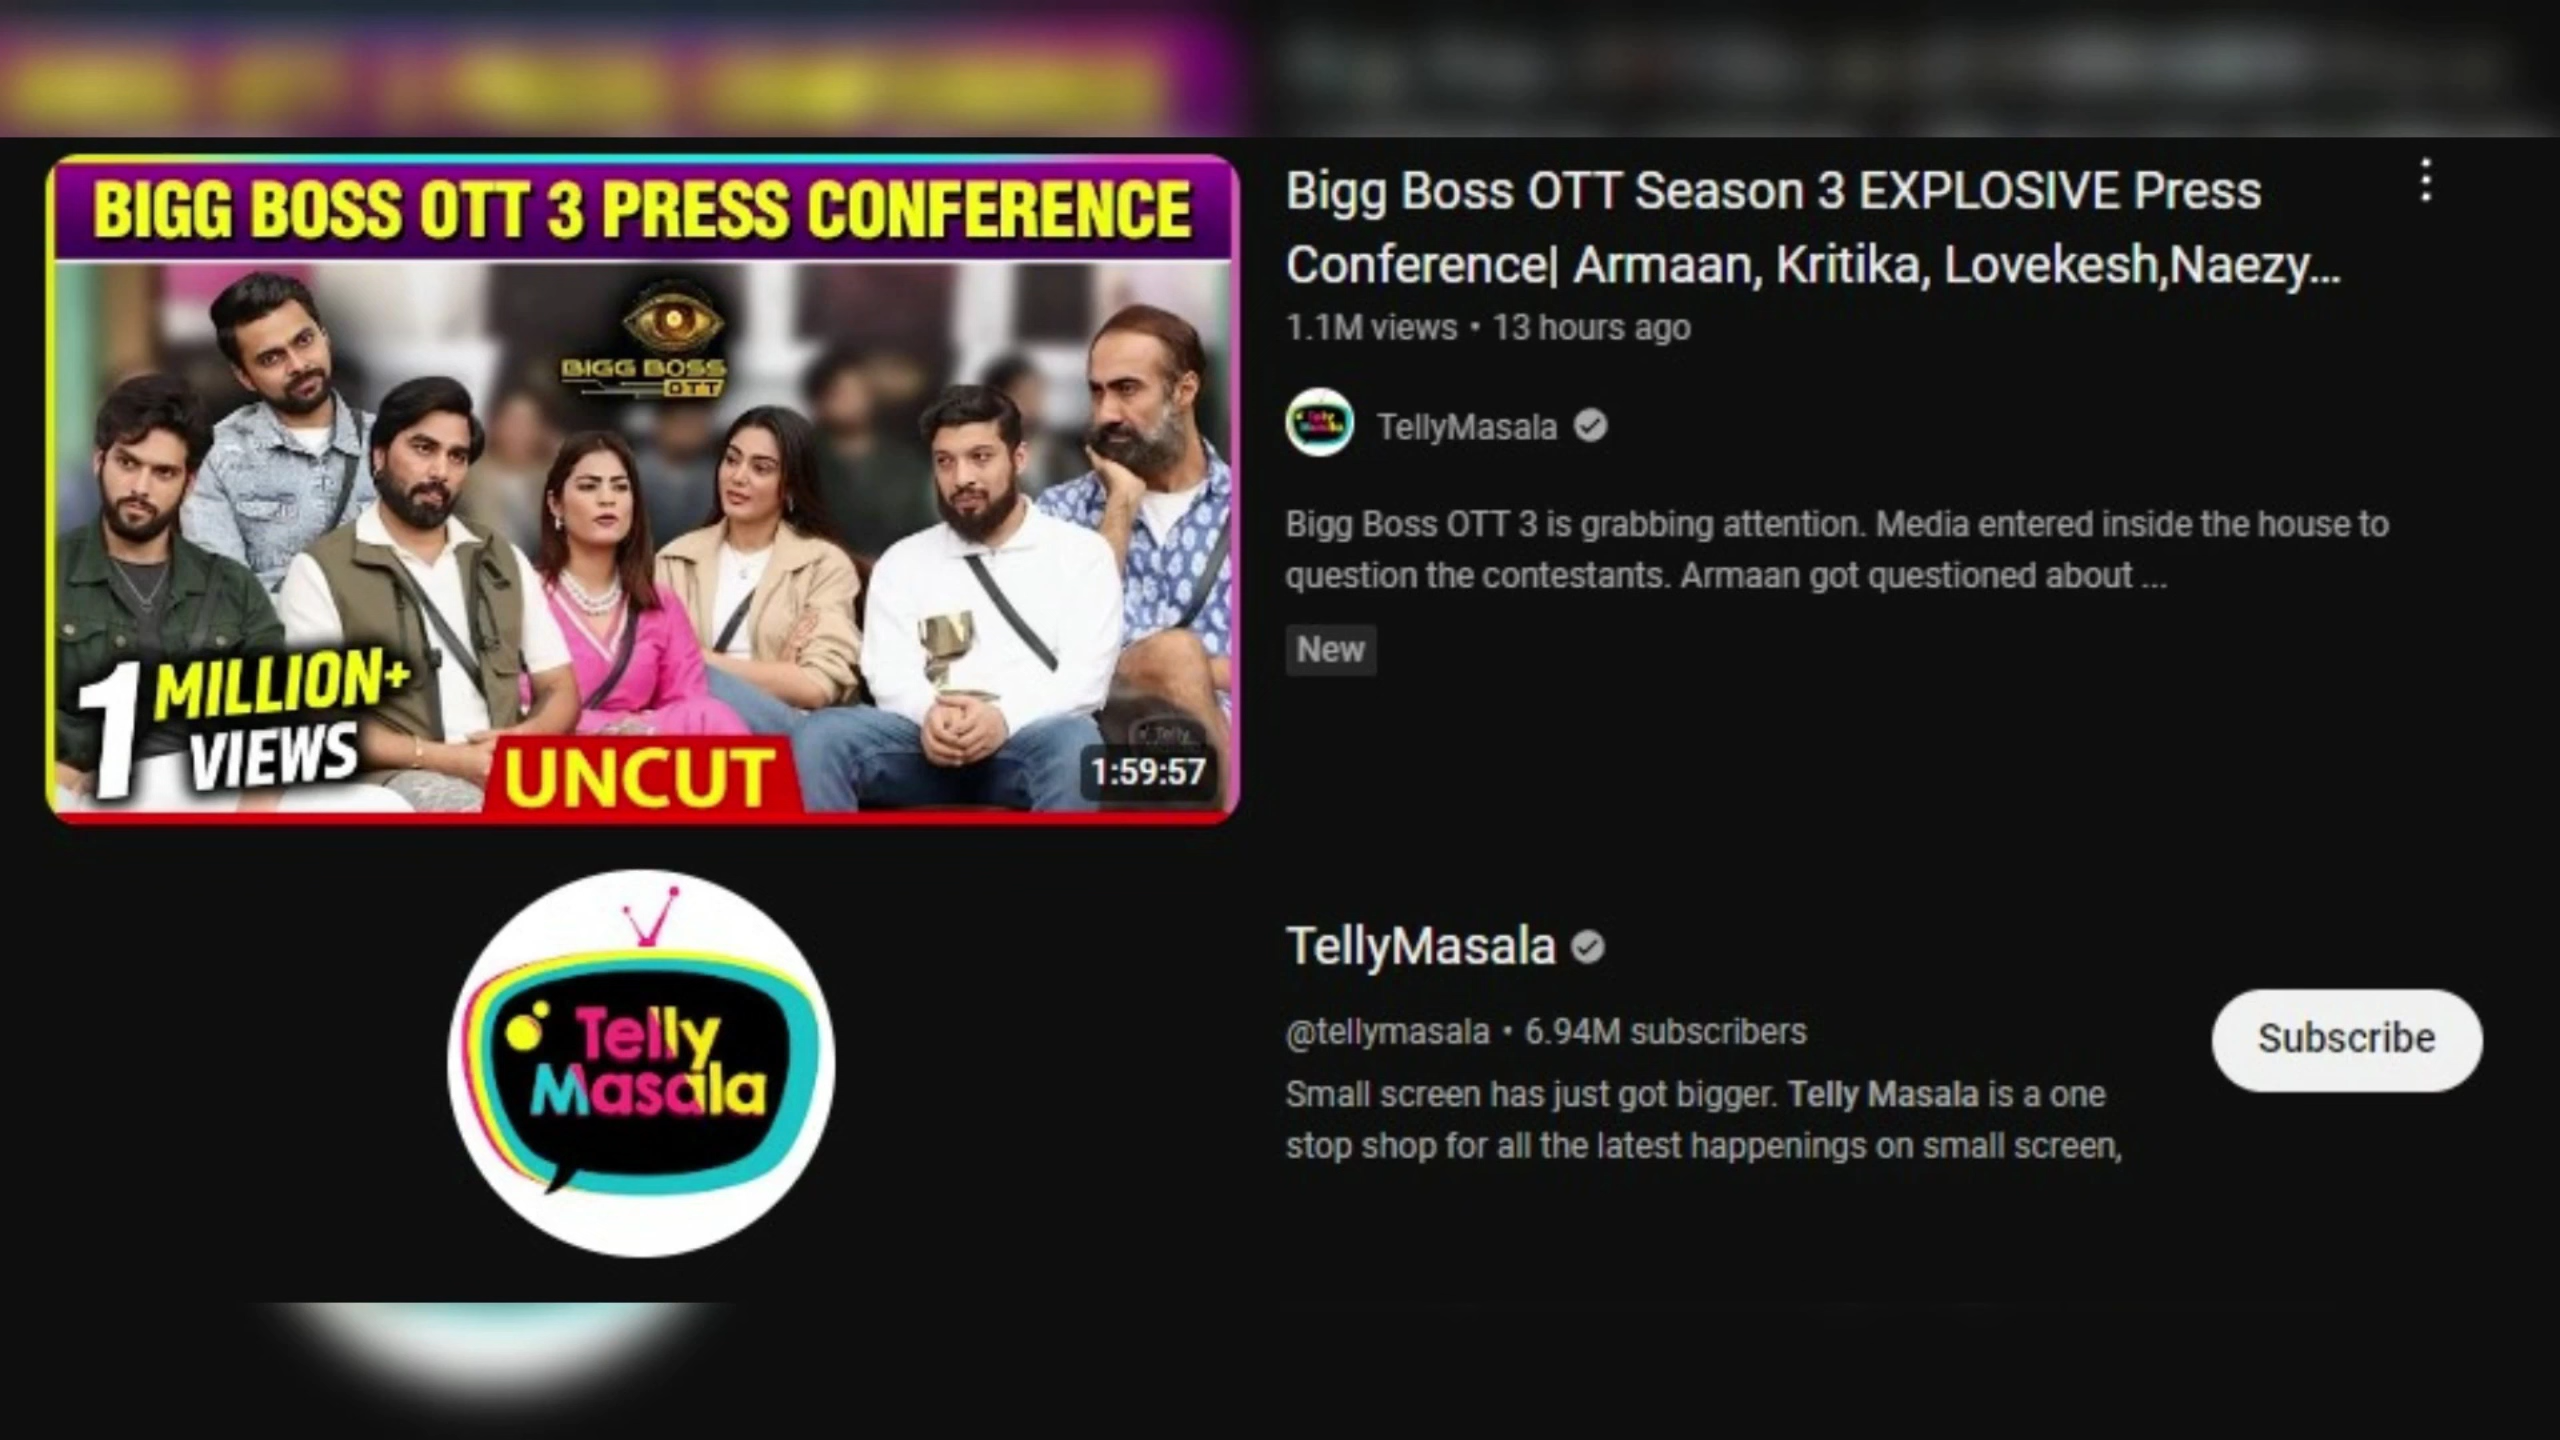 BIGG BOSS OTT 3 PRESS CONFERENCE
BIGG BOSS
OTT
1 MILLION+
VIEWS
UNCUT
Telly
1:59:57
Bigg Boss OTT Season 3 EXPLOSIVE Press
Conference| Armaan, Kritika, Lovekesh,Naezy...
1.1M views • 13 hours ago
TellyMasala
Bigg Boss OTT 3 is grabbing attention. Media entered inside the house to
question the contestants. Armaan got questioned about ...
New
Telly
Masala
TellyMasala
@tellymasala • 6.94M subscribers
Subscribe
Small screen has just got bigger. Telly Masala is a one
stop shop for all the latest happenings on small screen,